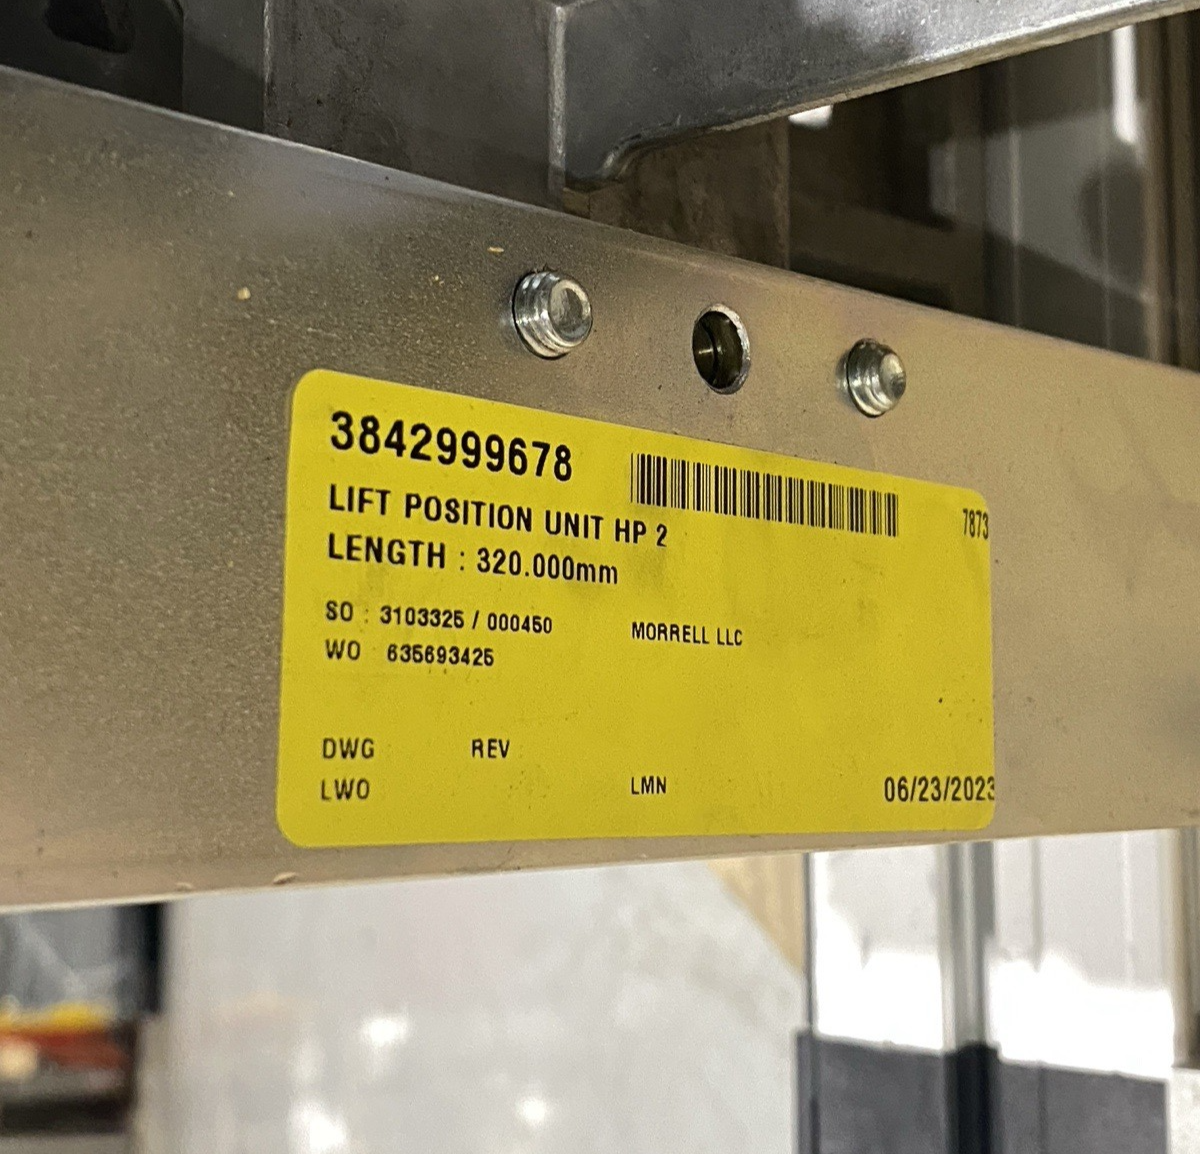 3842999678
7873
LIFT POSITION UNIT HP 2
LENGTH : 320.000mm
SO : 3103325 / 000450 MORRELL LLC
WO 635693425
DWG REV
LWO LMN 06/23/2023